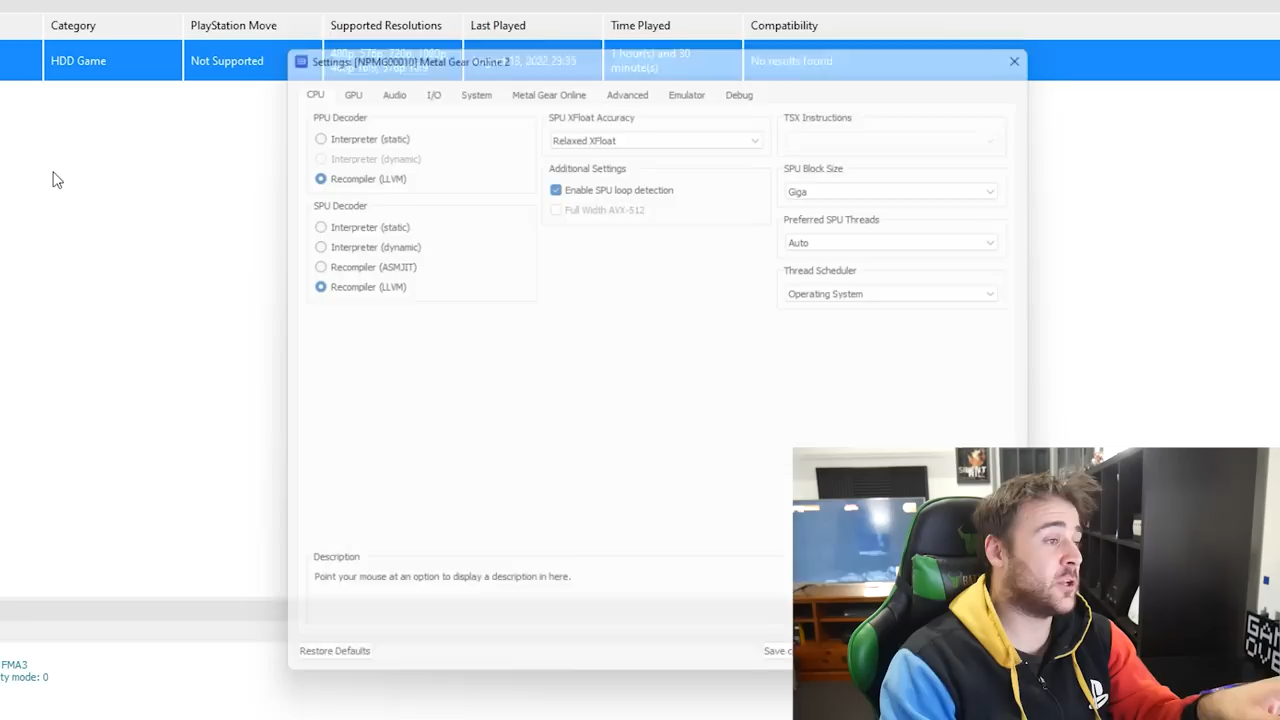 Category PlayStation Move Supported Resolutions Last Played Time Played Compatibility
HDD Game Not Supported No results found
Settings: [NPMG00010] Metal Gear Online 2
CPU GPU Audio I/O System Metal Gear Online Advanced Emulator Debug
PPU Decoder
Interpreter (static)
Interpreter (dynamic)
Recompiler (LLVM)
SPU Decoder
Interpreter (static)
Interpreter (dynamic)
Recompiler (ASMJIT)
Recompiler (LLVM)
SPU XFloat Accuracy
Relaxed XFloat
Additional Settings
Enable SPU loop detection
Full Width AVX-512
TSX Instructions
SPU Block Size
Giga
Preferred SPU Threads
Auto
Thread Scheduler
Operating System
Description
Point your mouse at an option to display a description in here.
Restore Defaults
Save
FMA3
ty mode: 0